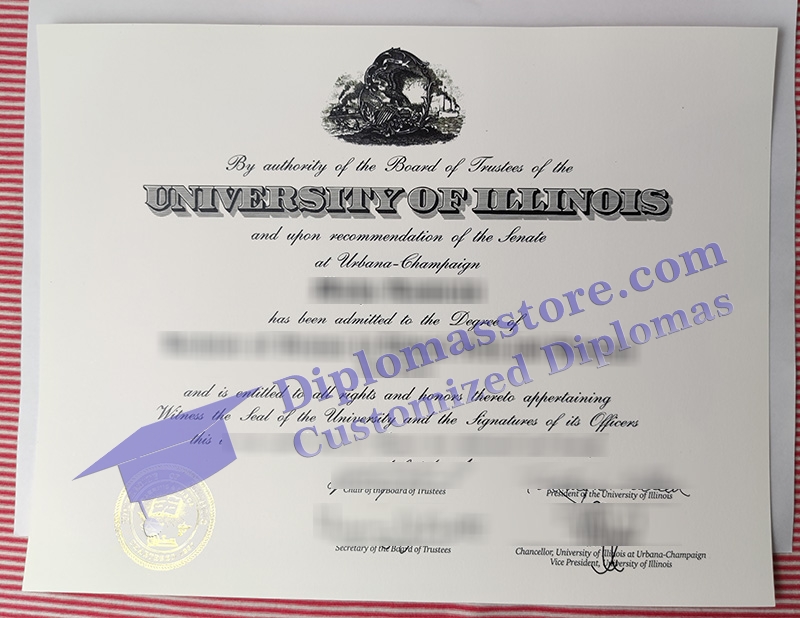 By authority of the Board of Trustees of the
UNIVERSITY OF ILLINOIS
and upon recommendation of the Senate
at Urbana-Champaign
has been admitted to the Degree of
Diplomasstore.com
Customized Diplomas
and is entitled to all rights and honors thereto appertaining
Witness the Seal of the University and the Signatures of its Officers
this
Chair of the Board of Trustees
President of the University of Illinois
Secretary of the Board of Trustees
Chancellor, University of Illinois at Urbana-Champaign
Vice President, University of Illinois